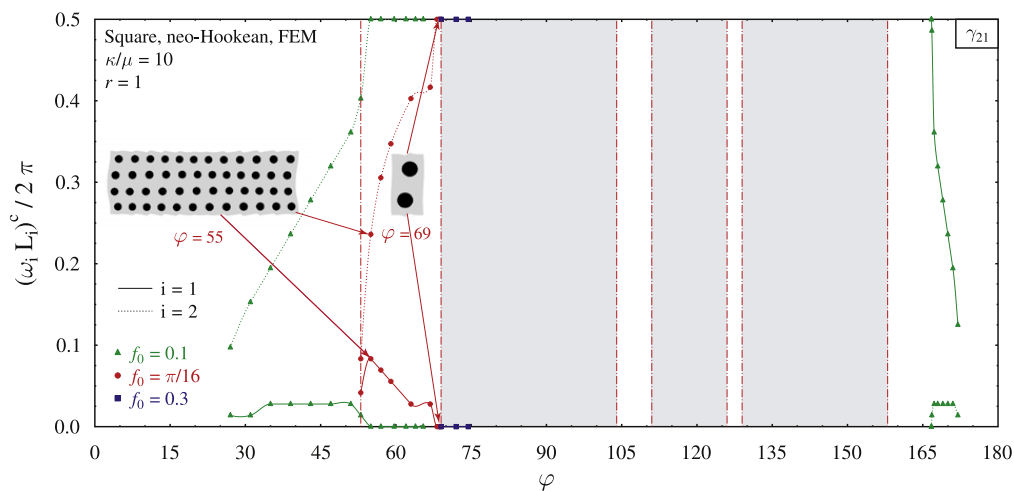 Square, neo-Hookean, FEM
κ/μ = 10
r = 1
γ21
φ = 55
φ = 69
i = 1
i = 2
f0 = 0.1
f0 = π/16
f0 = 0.3
(ωi Li)^c / 2 π
0.5
0.4
0.3
0.2
0.1
0.0
0 15 30 45 60 75 90 105 120 135 150 165 180
φ